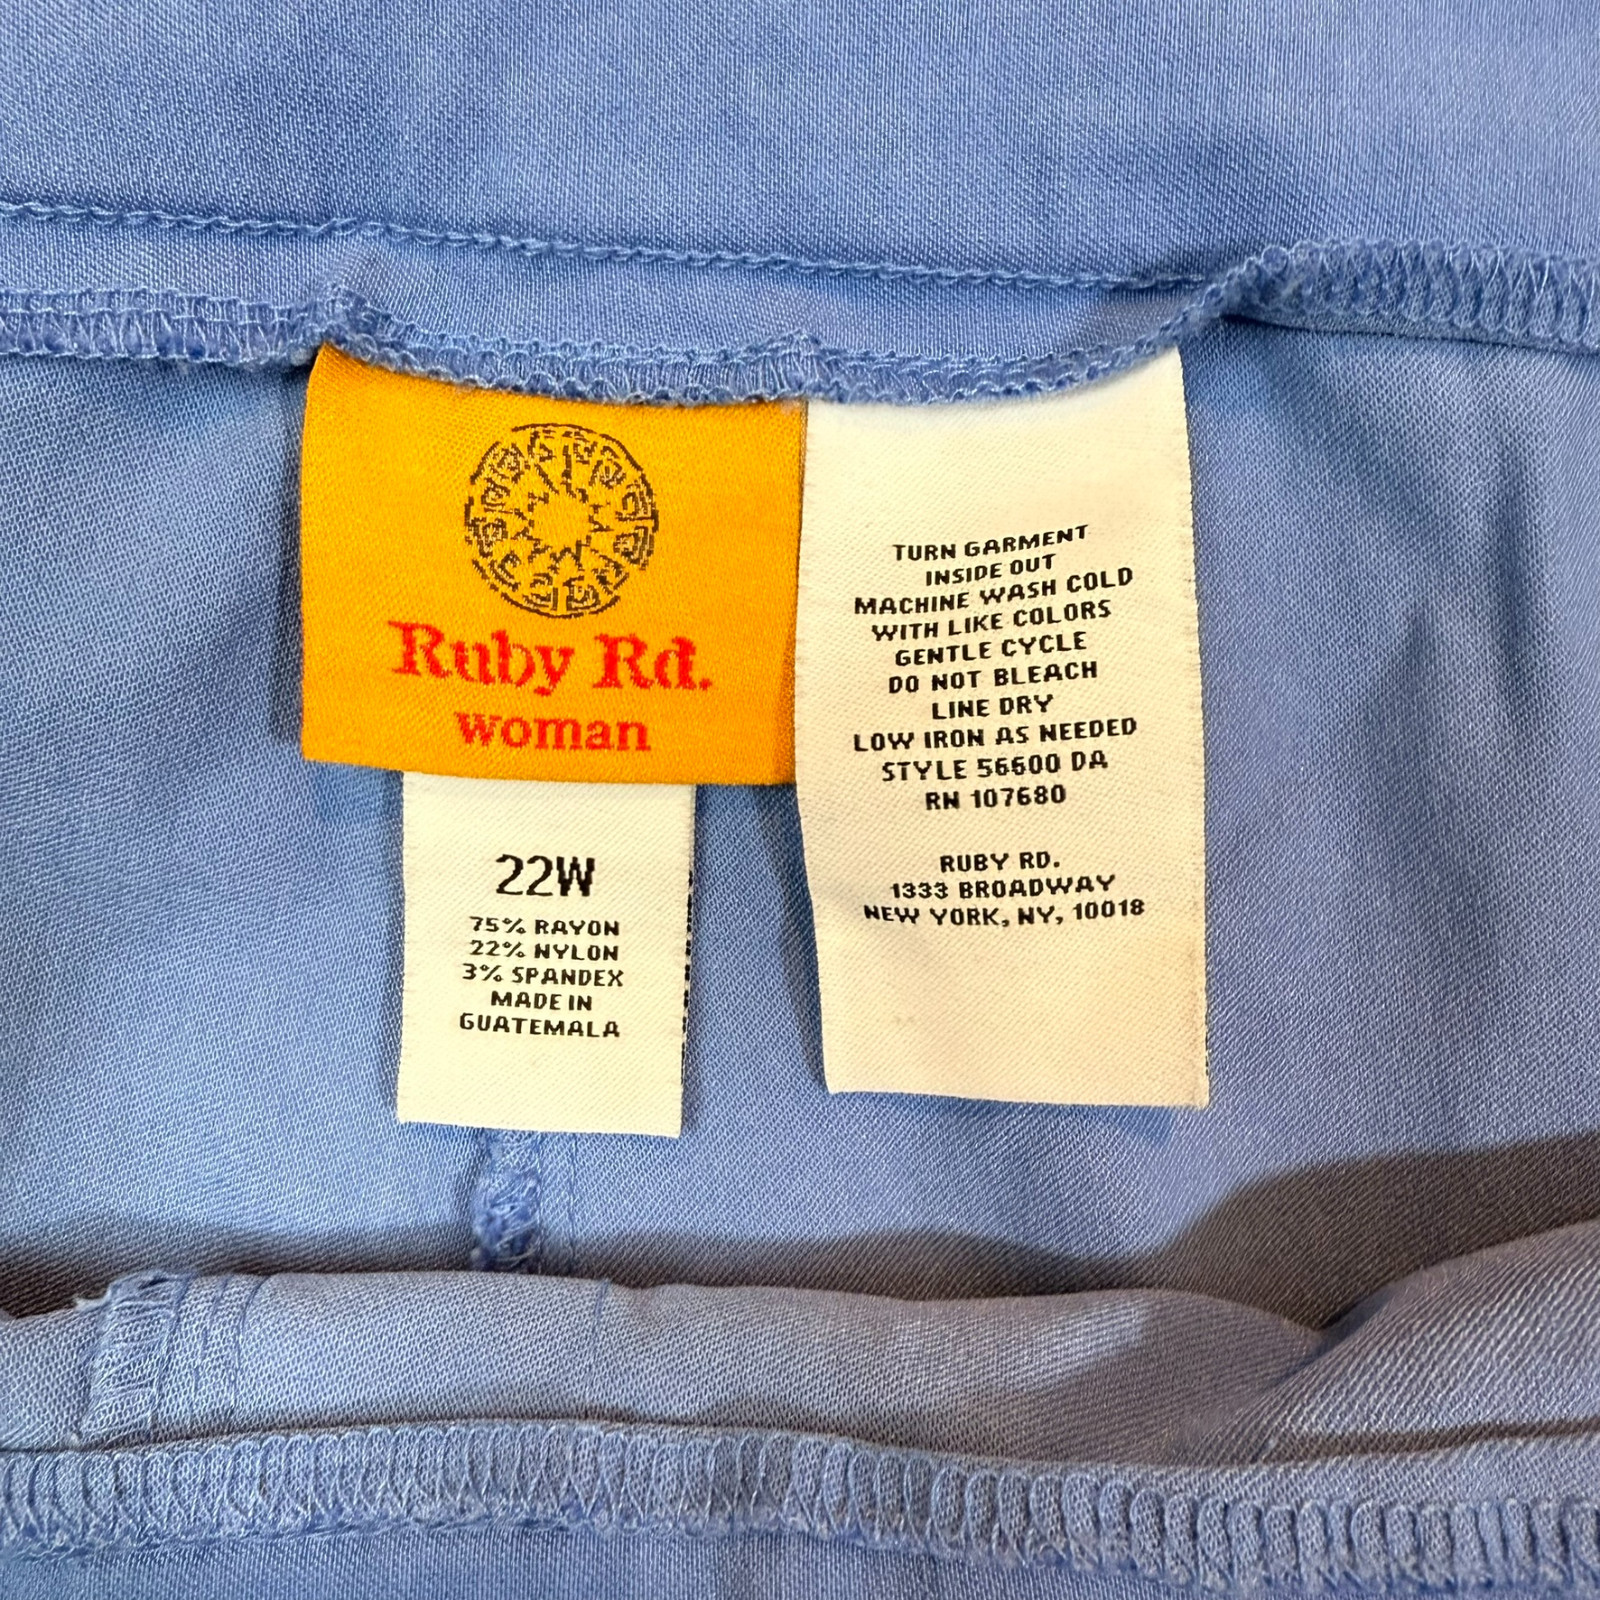 Ruby Rd.
woman
22W
75% RAYON
22% NYLON
3% SPANDEX
MADE IN
GUATEMALA
TURN GARMENT
INSIDE OUT
MACHINE WASH COLD
WITH LIKE COLORS
GENTLE CYCLE
DO NOT BLEACH
LINE DRY
LOW IRON AS NEEDED
STYLE 56600 DA
RN 107680
RUBY RD.
1333 BROADWAY
NEW YORK, NY, 10018